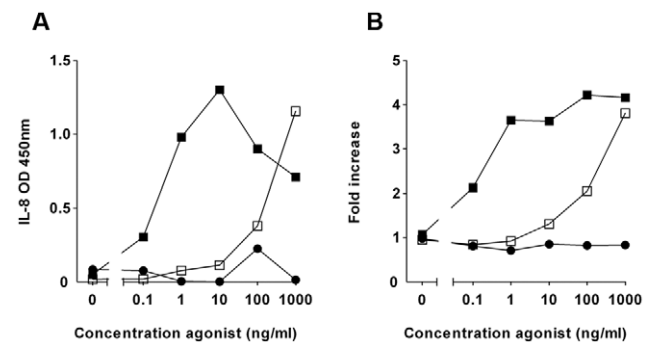 A
B
IL-8 OD 450nm
1.5
1.0
0.5
0
0 0.1 1 10 100 1000
Concentration agonist (ng/ml)
Fold increase
5
4
3
2
1
0
0 0.1 1 10 100 1000
Concentration agonist (ng/ml)